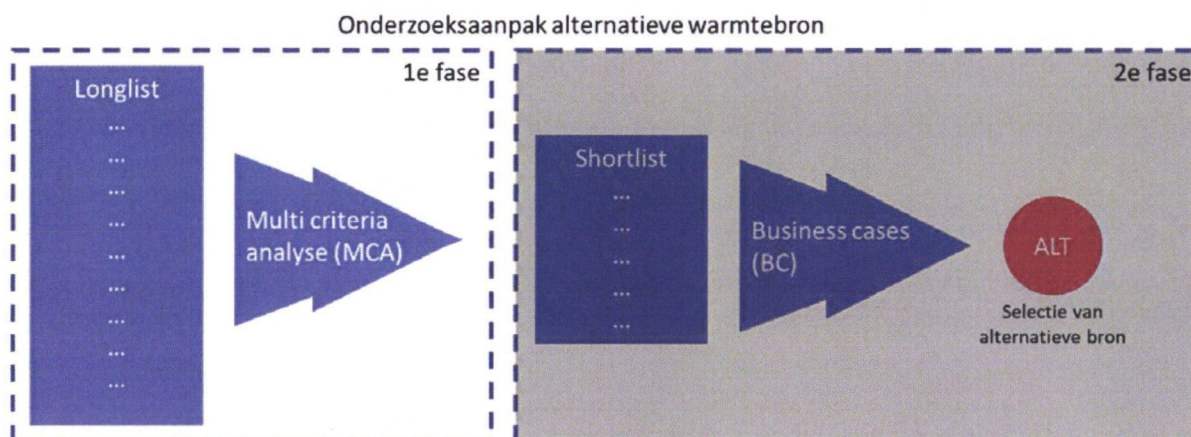 Onderzoeksaanpak alternatieve warmtebron
1e fase
Longlist
...
...
...
...
...
...
...
...
...
Multi criteria
analyse (MCA)
2e fase
Shortlist
...
...
...
...
...
Business cases
(BC)
ALT
Selectie van
alternatieve bron